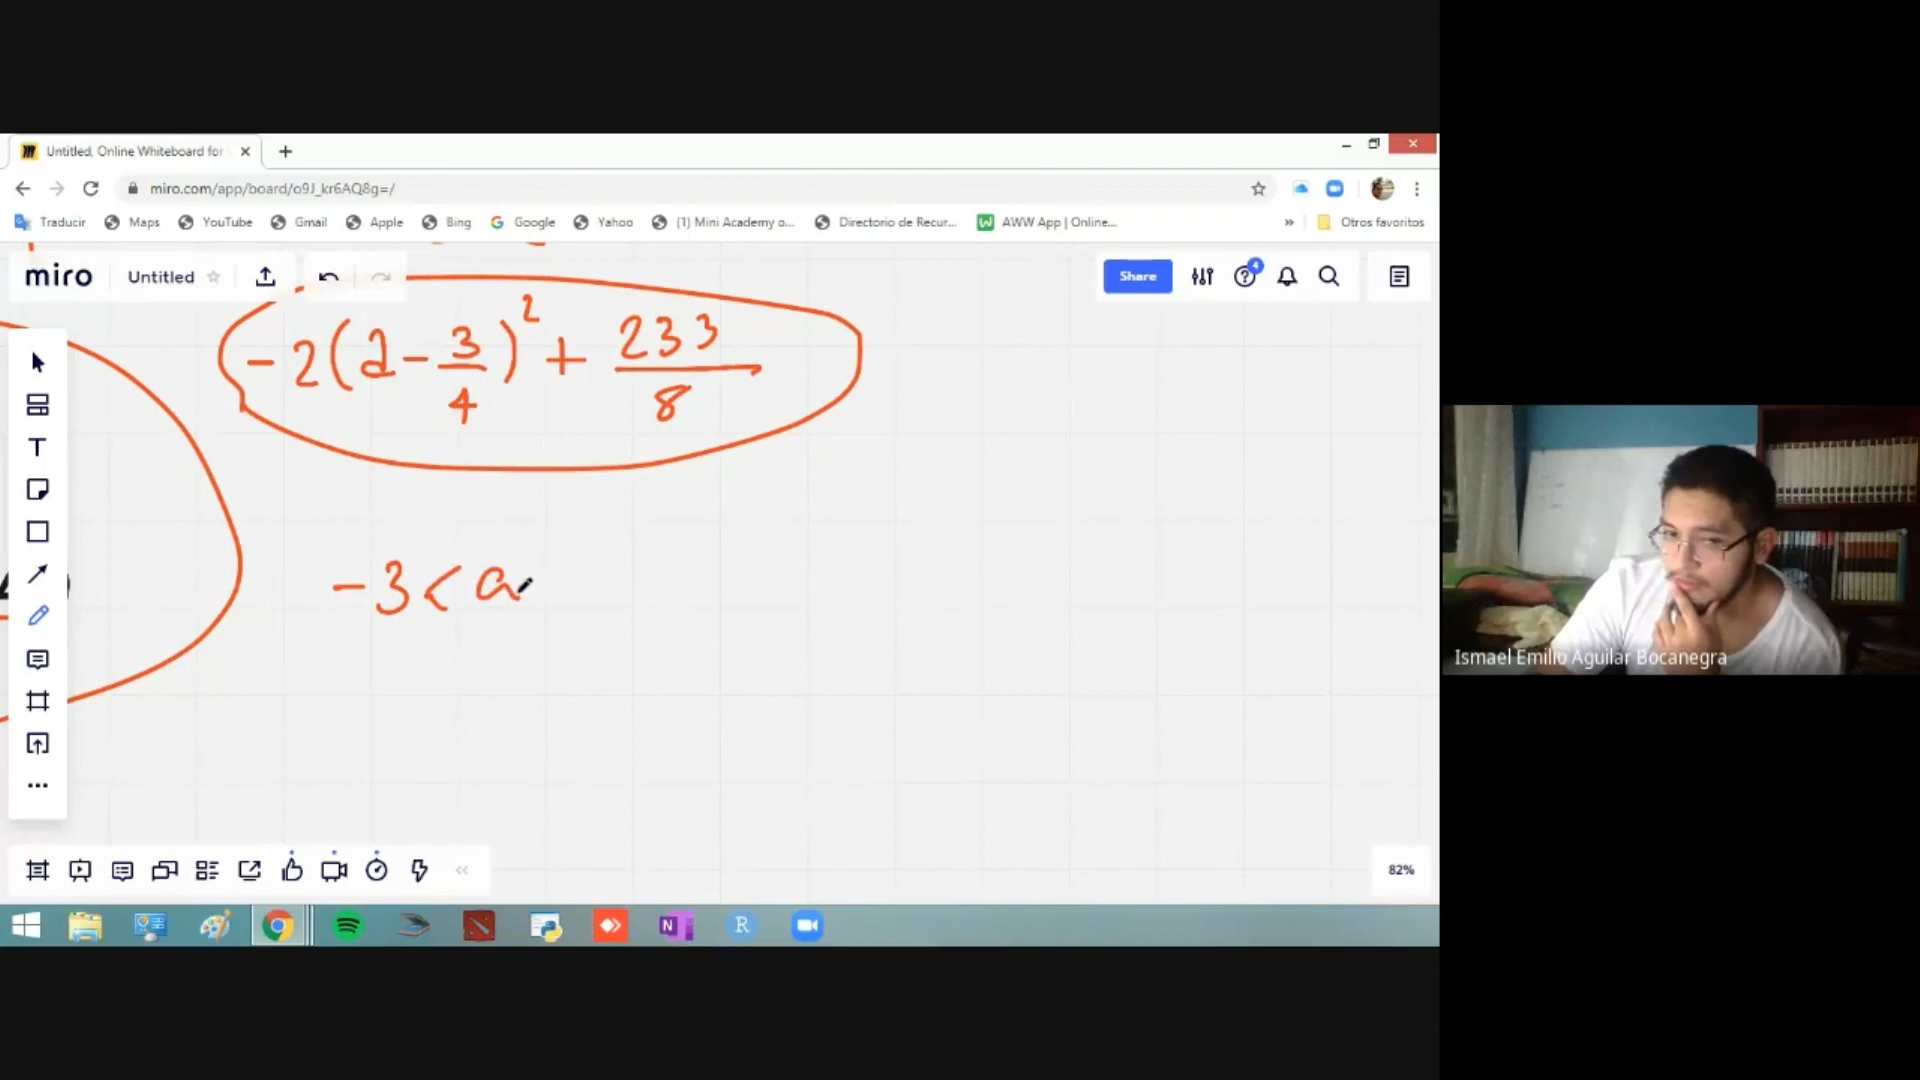 Untitled, Online Whiteboard for
miro.com/app/board/o9J_kr6AQ8g=/
Traducir Maps YouTube Gmail Apple Bing Google Yahoo (1) Mini Academy o... Directorio de Recur... AWW App | Online... » Otros favoritos
miro Untitled Share 4
-2(2-3/4)²+233/8
-3<a
Ismael Emilio Aguilar Bocanegra
82%